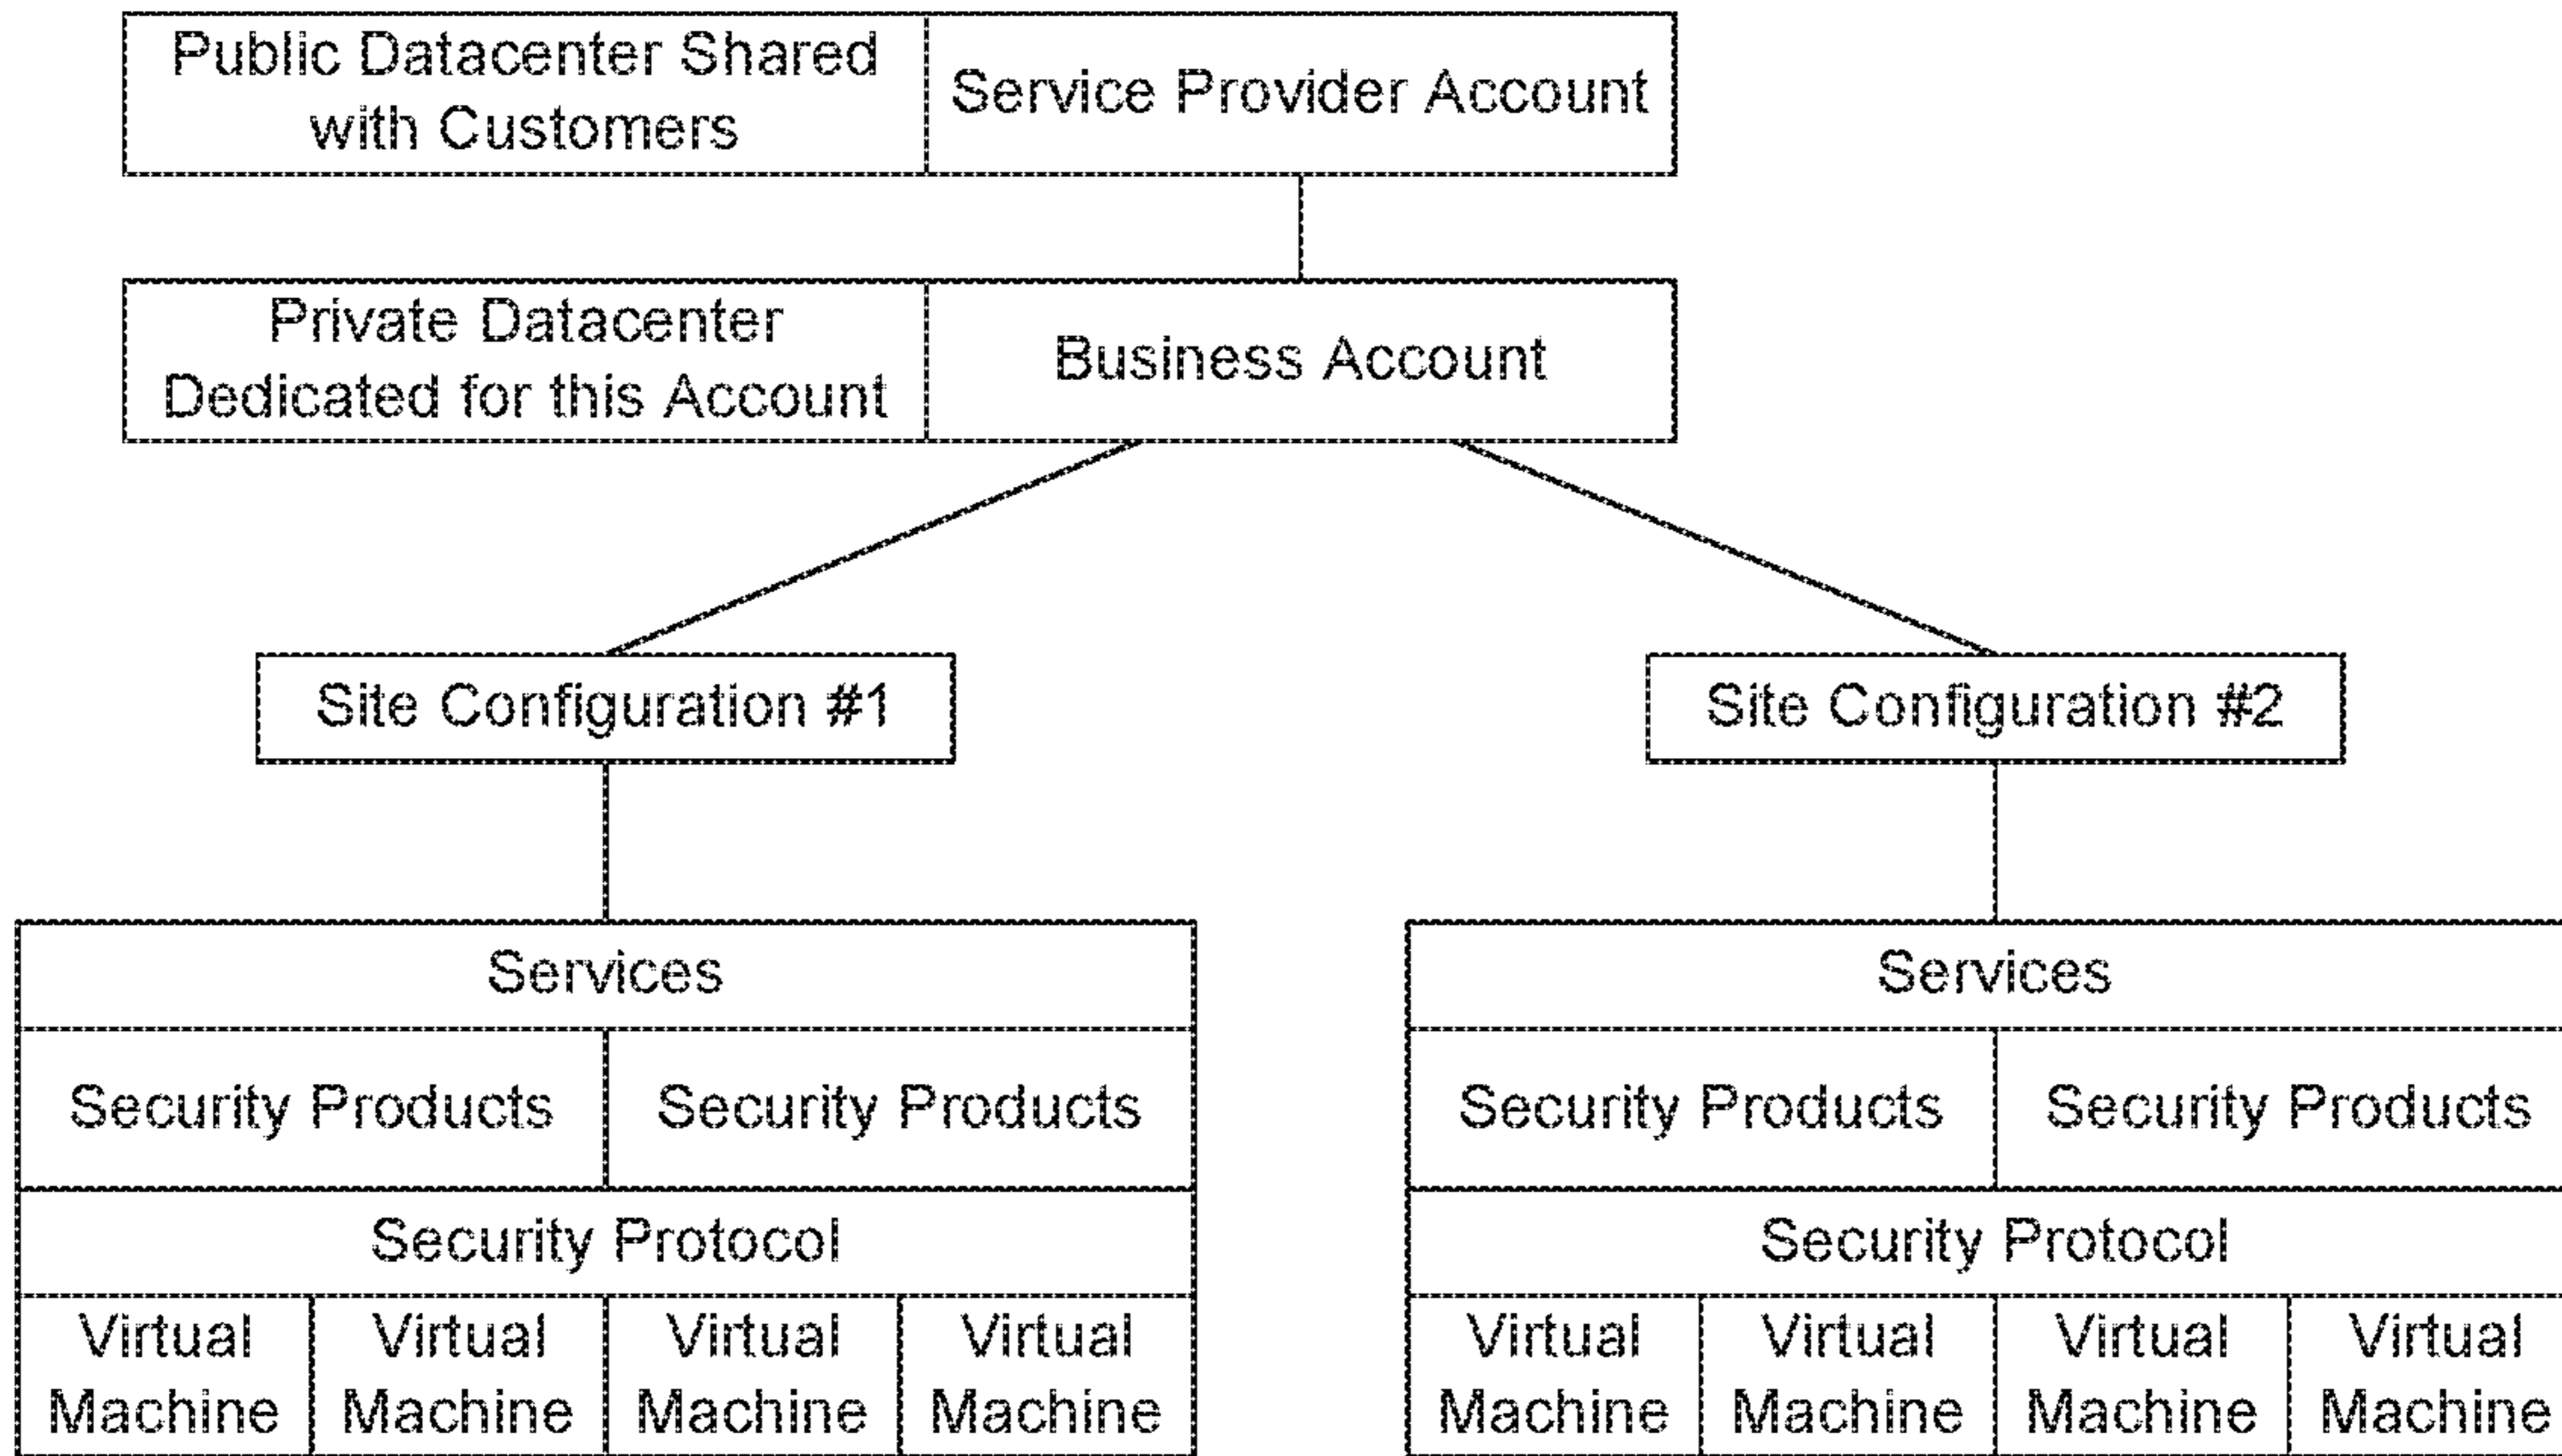 Public Datacenter Shared
with Customers
Service Provider Account
Private Datacenter
Dedicated for this Account
Business Account
Site Configuration #1
Site Configuration #2
Services
Security Products
Security Products
Security Protocol
Virtual
Machine
Virtual
Machine
Virtual
Machine
Virtual
Machine
Services
Security Products
Security Products
Security Protocol
Virtual
Machine
Virtual
Machine
Virtual
Machine
Virtual
Machine